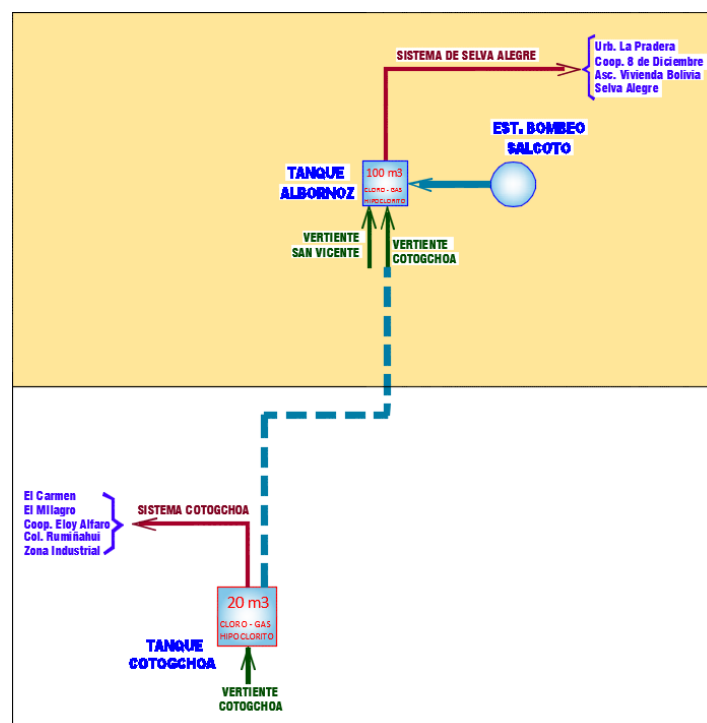 SISTEMA DE SELVA ALEGRE
Urb. La Pradera
Coop. 8 de Diciembre
Asc. Vivienda Bolivia
Selva Alegre
EST. BOMBEO
SALCOTO
TANQUE
ALBORNOZ
100 m3
CLORO - GAS
HIPOCLORITO
VERTIENTE
SAN VICENTE
VERTIENTE
COTOGCHOA
El Carmen
El MIlagro
Coop. Eloy Alfaro
Col. Rumiñahui
Zona Industrial
SISTEMA COTOGCHOA
20 m3
CLORO - GAS
HIPOCLORITO
TANQUE
COTOGCHOA
VERTIENTE
COTOGCHOA